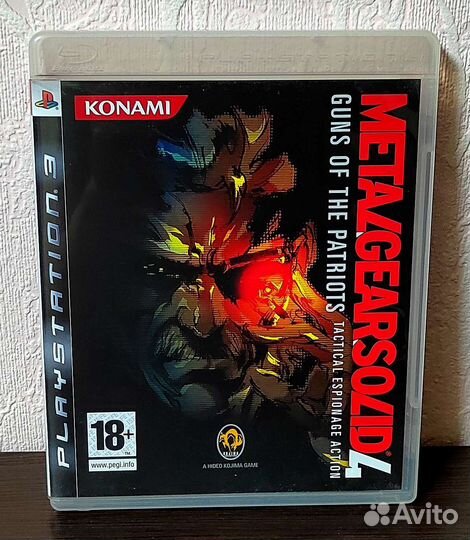 KONAMI
PLAYSTATION 3
METAL GEAR SOLID 4
GUNS OF THE PATRIOTS
TACTICAL ESPIONAGE ACTION
18+
www.pegi.info
A HIDEO KOJIMA GAME
Avito